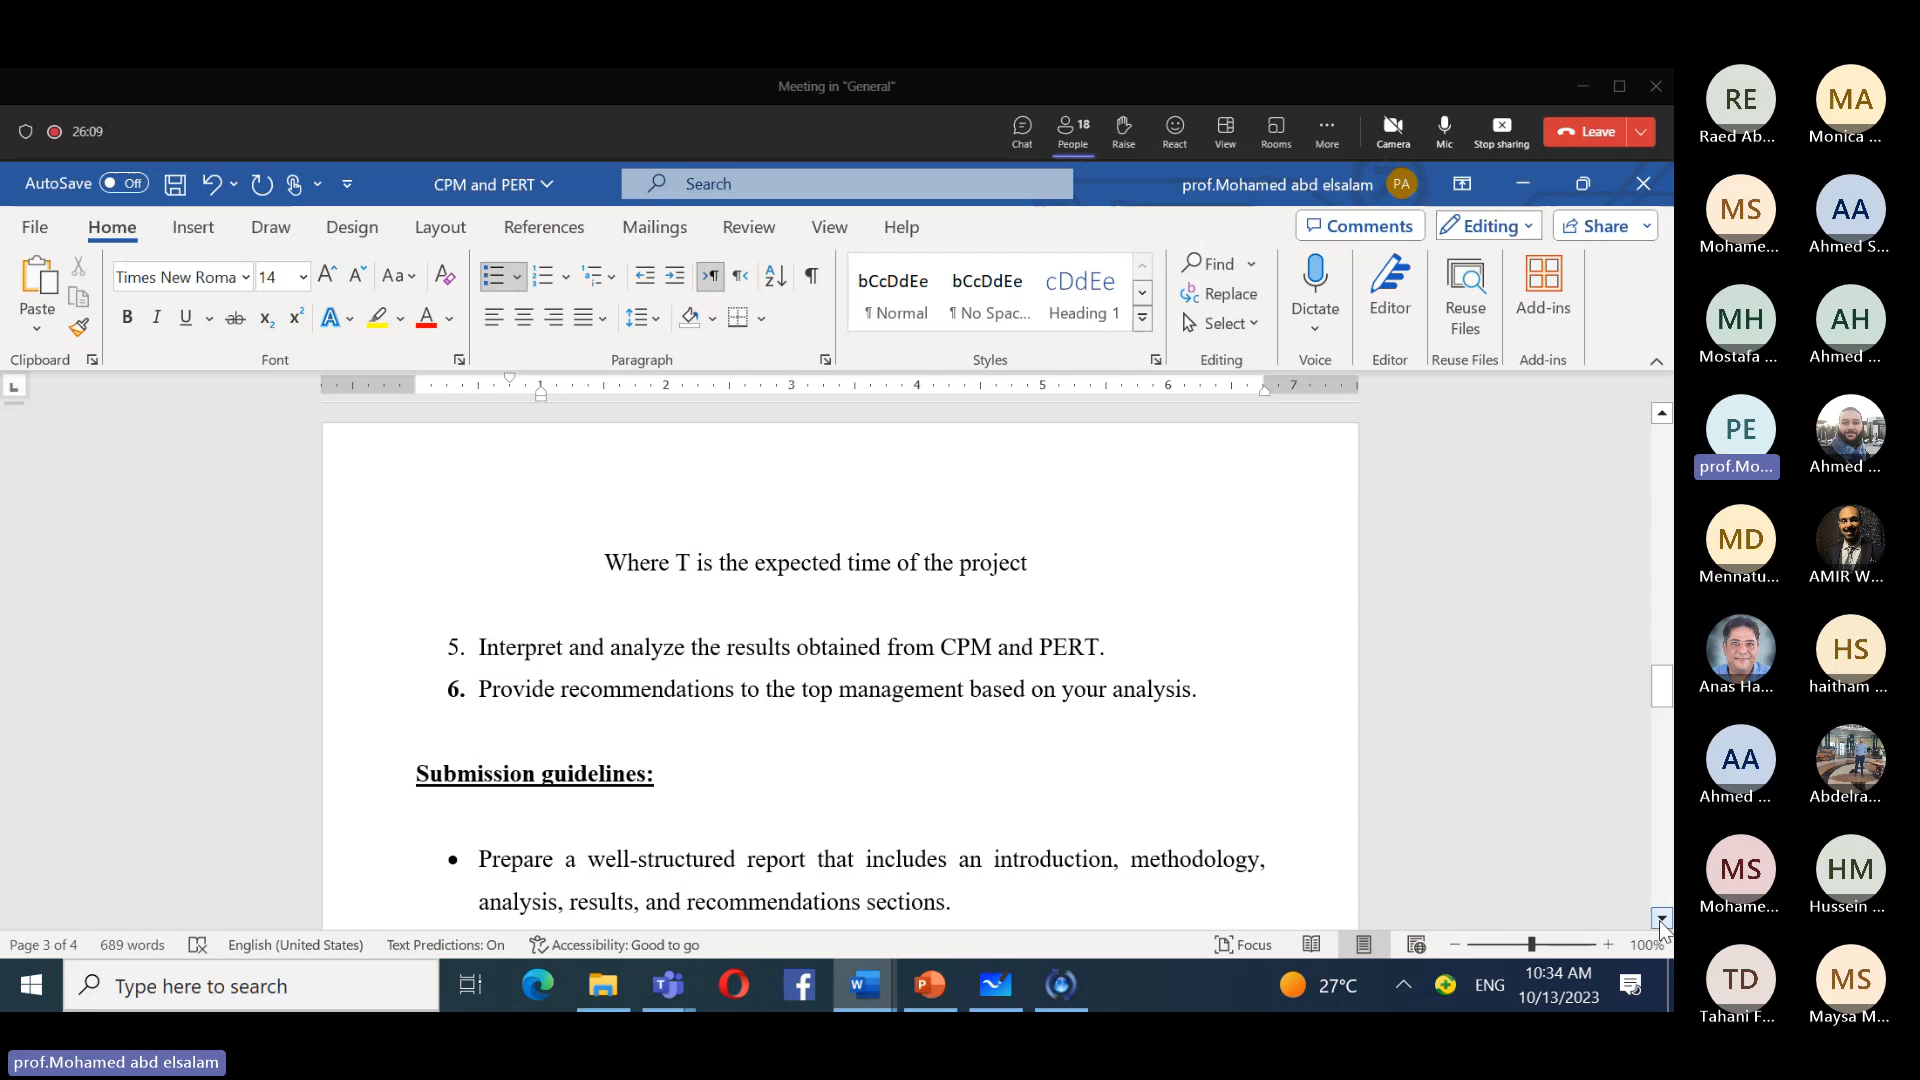 Meeting in "General"
26:09
Chat
18
People
Raise
React
View
Rooms
More
Camera
Mic
Stop sharing
Leave
AutoSave Off
CPM and PERT
Search
prof.Mohamed abd elsalam
PA
File Home Insert Draw Design Layout References Mailings Review View Help
Comments
Editing
Share
Paste
Clipboard
Times New Roma
14
Font
Paragraph
bCcDdEe bCcDdEe cDdEe
¶ Normal ¶ No Spac... Heading 1
Styles
Find
Replace
Select
Editing
Dictate
Voice
Editor
Editor
Reuse
Files
Reuse Files
Add-ins
Add-ins
1 2 3 4 5 6 7
Where T is the expected time of the project
5. Interpret and analyze the results obtained from CPM and PERT.
6. Provide recommendations to the top management based on your analysis.
Submission guidelines:
• Prepare a well-structured report that includes an introduction, methodology,
analysis, results, and recommendations sections.
Page 3 of 4 689 words English (United States) Text Predictions: On Accessibility: Good to go
Focus
100%
Type here to search
27°C
ENG
10:34 AM
10/13/2023
prof.Mohamed abd elsalam
RE
Raed Ab...
MA
Monica ...
MS
Mohame...
AA
Ahmed S...
MH
Mostafa ...
AH
Ahmed ...
PE
prof.Mo...
Ahmed ...
MD
Mennatu...
AMIR W...
Anas Ha...
HS
haitham ...
AA
Ahmed ...
Abdelra...
MS
Mohame...
HM
Hussein ...
TD
Tahani F...
MS
Maysa M...